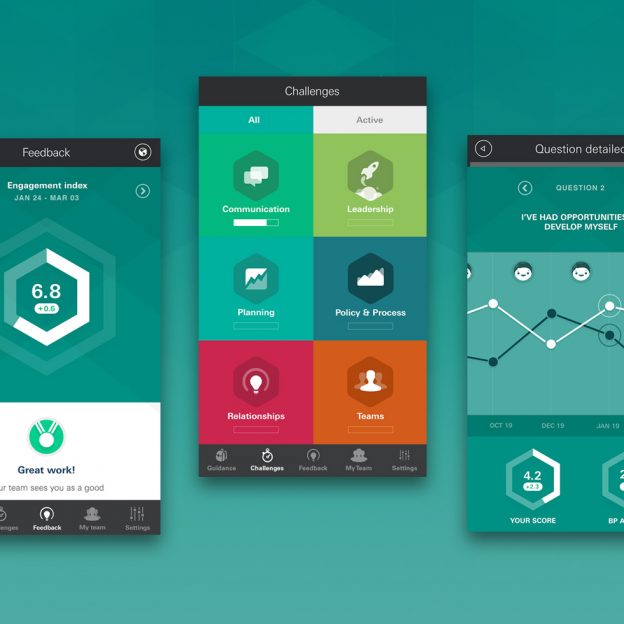 Feedback
Engagement index
JAN 24 - MAR 03
6.8
+0.6
Great work!
ur team sees you as a good
enges
Feedback
My team
Settings
Challenges
All
Active
Communication
Leadership
Planning
Policy & Process
Relationships
Teams
Guidance
Challenges
Feedback
My Team
Settings
Question detailed
QUESTION 2
I'VE HAD OPPORTUNITIES
DEVELOP MYSELF
OCT 19
DEC 19
JAN 19
4.2
+2.3
YOUR SCORE
2
BP A